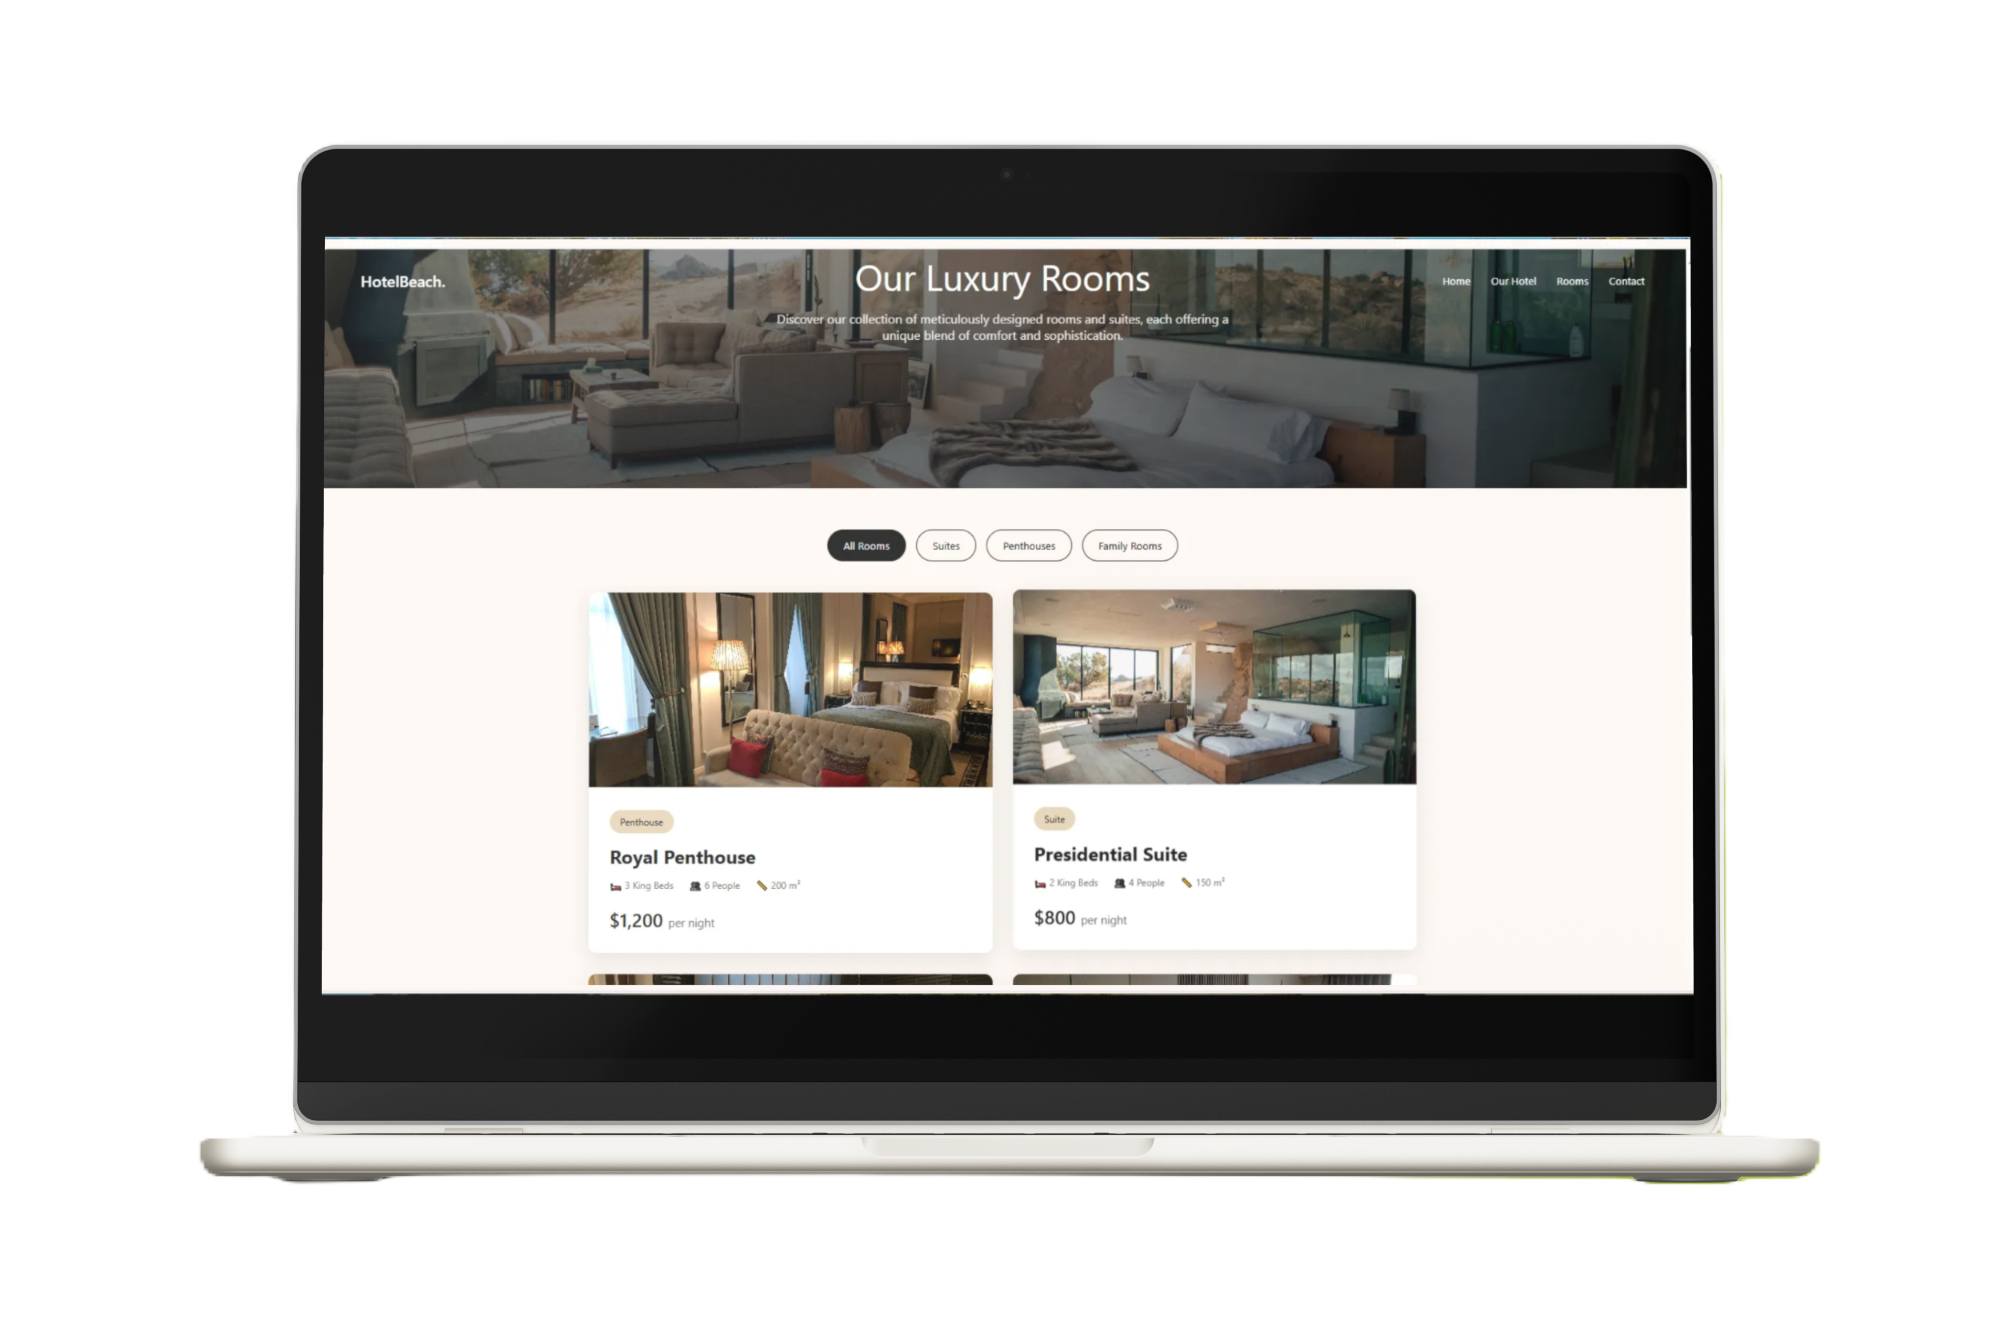 HotelBeach.
Our Luxury Rooms
Home Our Hotel Rooms Contact
Discover our collection of meticulously designed rooms and suites, each offering a
unique blend of comfort and sophistication.
All Rooms Suites Penthouses Family Rooms
Penthouse
Royal Penthouse
3 King Beds 6 People 200 m²
$1,200 per night
Suite
Presidential Suite
2 King Beds 4 People 150 m²
$800 per night